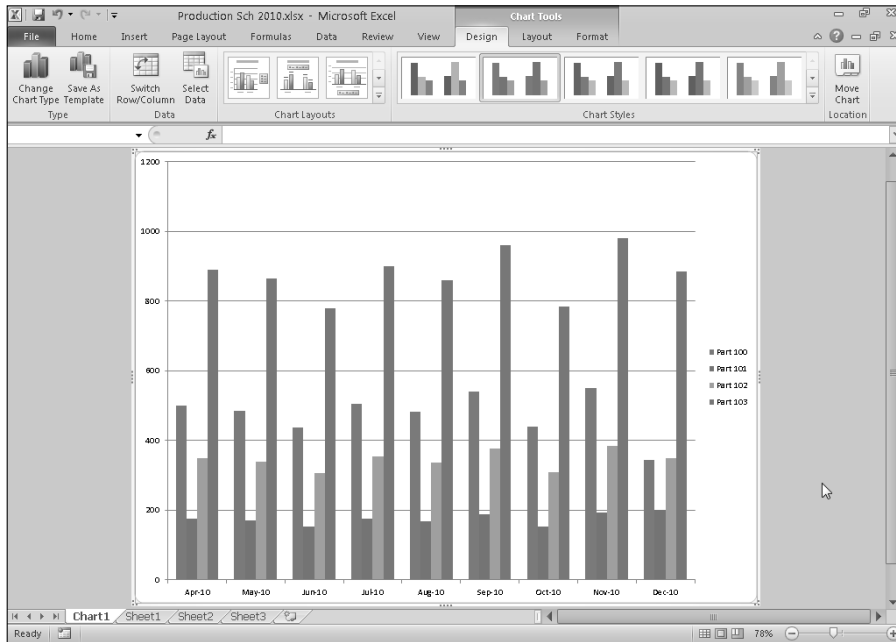 Production Sch 2010.xlsx - Microsoft Excel
Chart Tools
File Home Insert Page Layout Formulas Data Review View Design Layout Format
Change Chart Type
Save As Template
Switch Row/Column
Select Data
Move Chart
Type Data Chart Layouts Chart Styles Location
fx
1200
1000
800
600
400
200
0
Part 100
Part 101
Part 102
Part 103
Apr-10 May-10 Jun-10 Jul-10 Aug-10 Sep-10 Oct-10 Nov-10 Dec-10
Chart1 Sheet1 Sheet2 Sheet3
Ready 78%